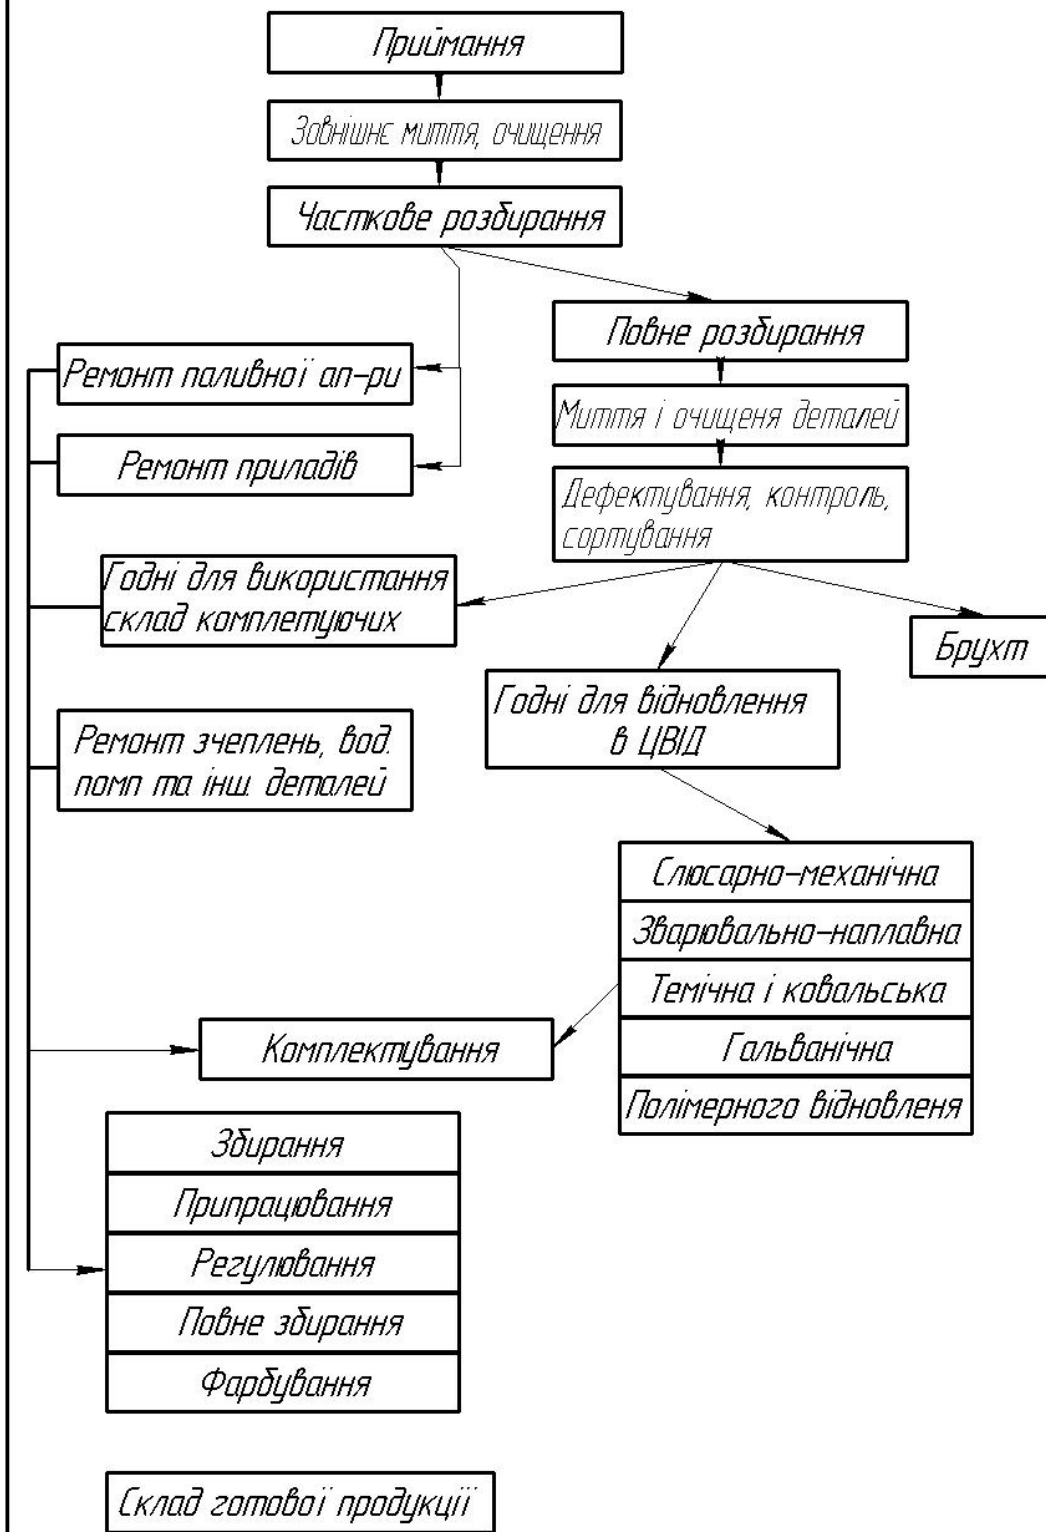 Приймання
Зовнішнє миття, очищення
Часткове розбирання
Повне розбирання
Ремонт паливної ап-ри
Миття і очищеня деталей
Ремонт приладів
Дефектування, контроль,
сортування
Годні для використання
склад комплетуючих
Брухт
Годні для відновлення
в ЦВІД
Ремонт зчеплень, вод.
помп та інш. деталей
Слюсарно-механічна
Зварювально-наплавна
Темічна і ковальська
Гальванічна
Полімерного відновленя
Комплектування
Збирання
Припрацювання
Регулювання
Повне збирання
Фарбування
Склад готової продукції